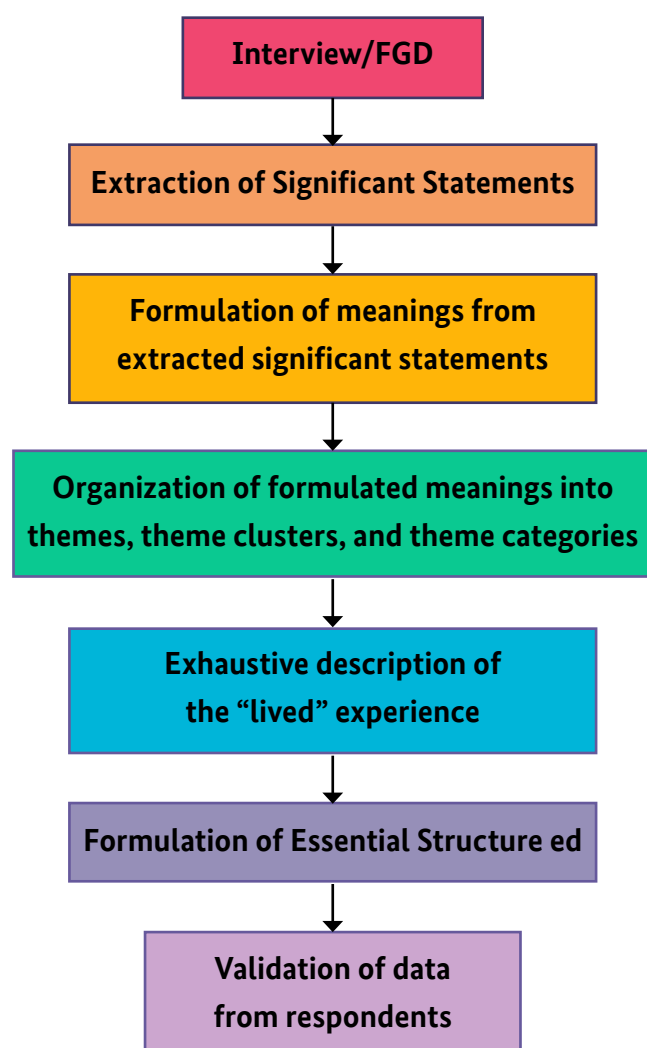 Interview/FGD
Extraction of Significant Statements
Formulation of meanings from
extracted significant statements
Organization of formulated meanings into
themes, theme clusters, and theme categories
Exhaustive description of
the “lived” experience
Formulation of Essential Structure ed
Validation of data
from respondents